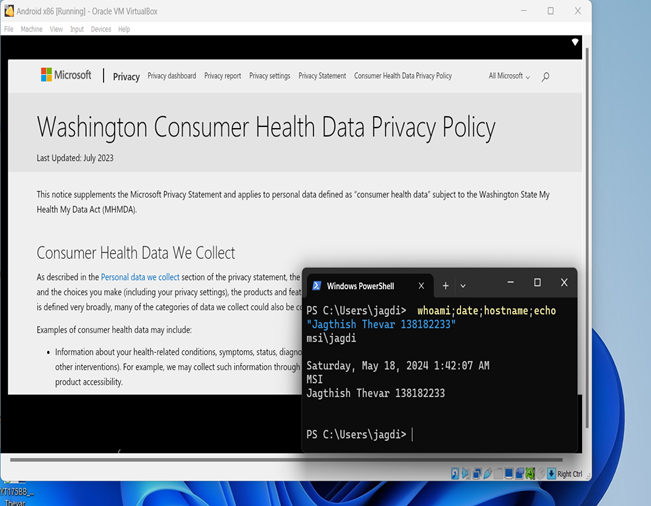 Android x86 [Running] - Oracle VM VirtualBox
File Machine View Input Devices Help
Microsoft | Privacy Privacy dashboard Privacy report Privacy settings Privacy Statement Consumer Health Data Privacy Policy All Microsoft
Washington Consumer Health Data Privacy Policy
Last Updated: July 2023
This notice supplements the Microsoft Privacy Statement and applies to personal data defined as “consumer health data” subject to the Washington State My
Health My Data Act (MHMDA).
Consumer Health Data We Collect
As described in the Personal data we collect section of the privacy statement, the
and the choices you make (including your privacy settings), the products and feat
is defined very broadly, many of the categories of data we collect could also be co
Examples of consumer health data may include:
• Information about your health-related conditions, symptoms, status, diagno
other interventions). For example, we may collect such information through
product accessibility.
Windows PowerShell
PS C:\Users\jagdi> whoami;date;hostname;echo
"Jagthish Thevar 138182233"
msi\jagdi
Saturday, May 18, 2024 1:42:07 AM
MSI
Jagthish Thevar 138182233
PS C:\Users\jagdi>
Right Ctrl
YT175BB_...
Thevar